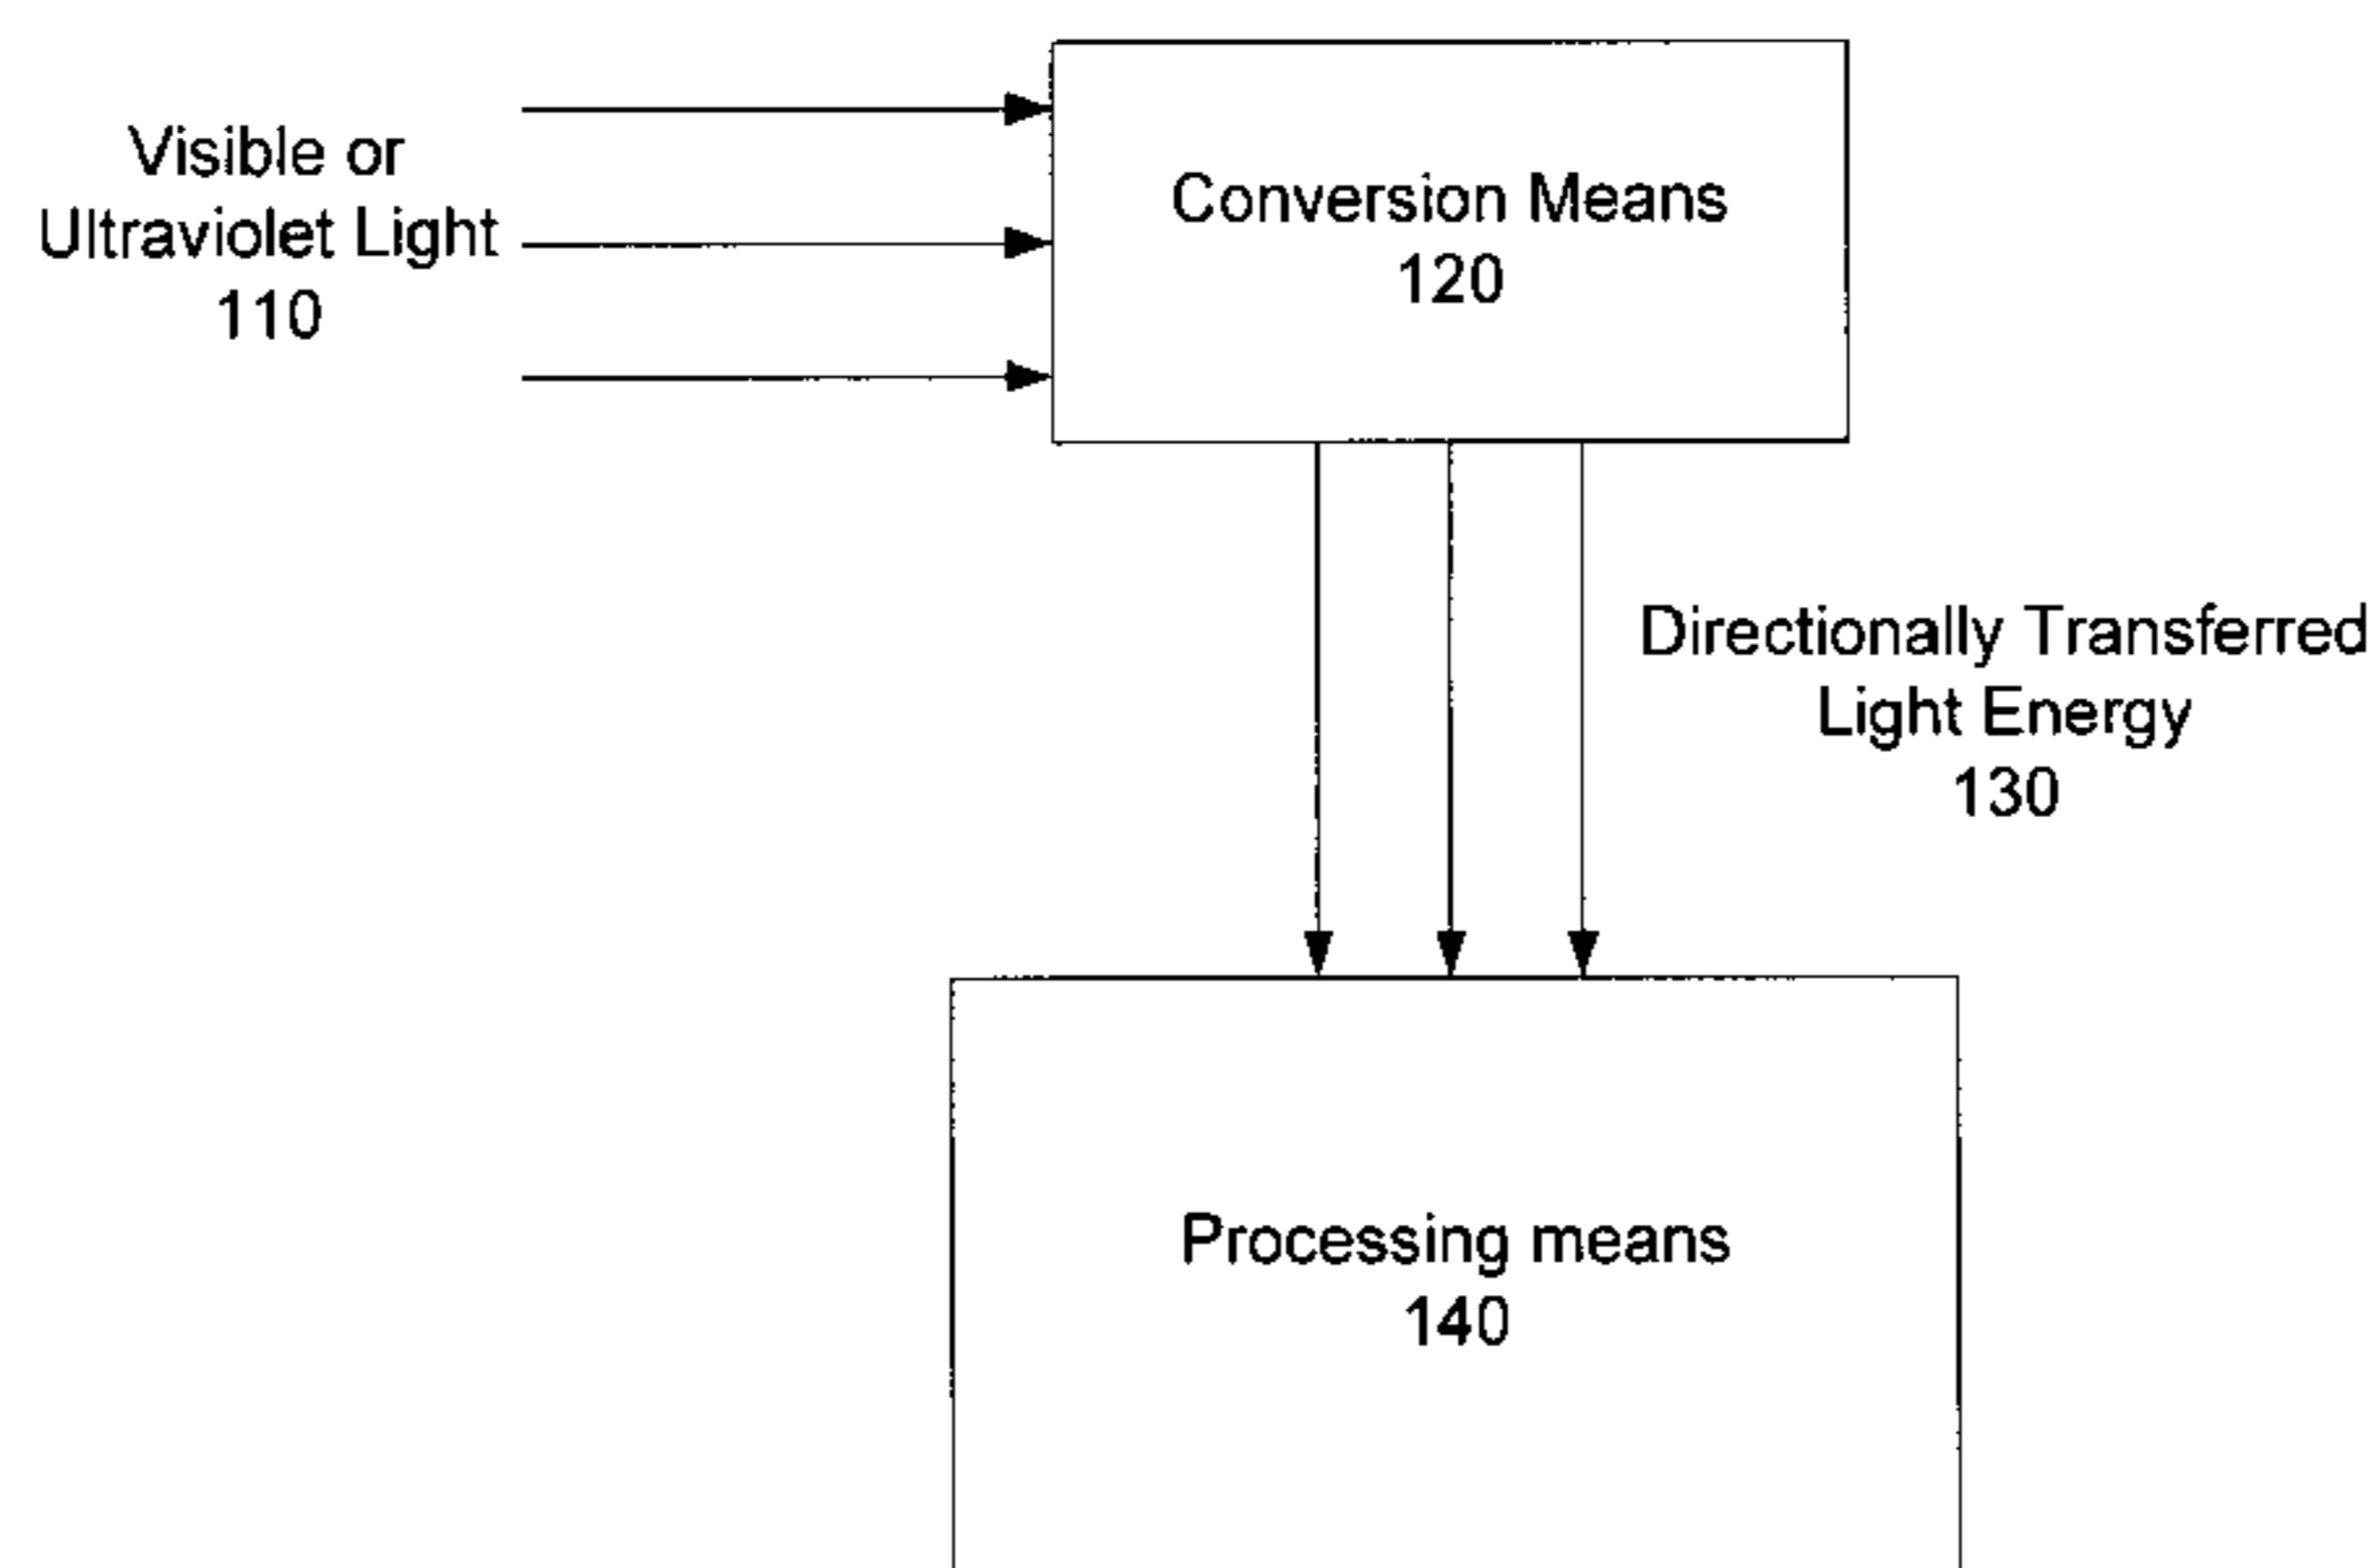 Visible or
Ultraviolet Light
110
Conversion Means
120
Directionally Transferred
Light Energy
130
Processing means
140